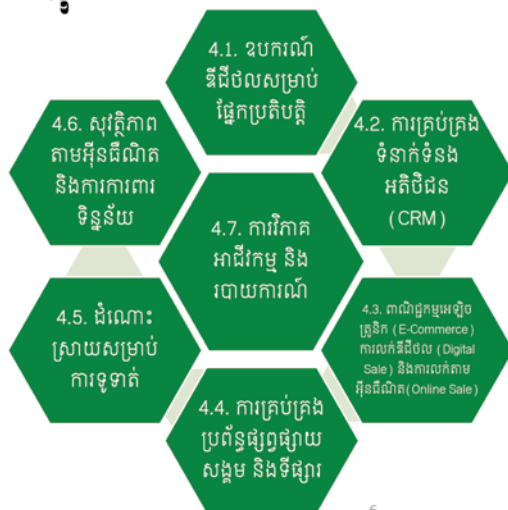 4.1. ឧបករណ៍
ឌីជីថលសម្រាប់
ផ្នែកប្រតិបត្តិ
4.2. ការគ្រប់គ្រង
ទំនាក់ទំនង
អតិថិជន
(CRM)
4.3. ពាណិជ្ជកម្មអេឡិច
ត្រូនិក (E-Commerce)
ការលក់ឌីជីថល (Digital
Sale) និងការលក់តាម
អ៊ីនធឺណិត(Online Sale)
4.4. ការគ្រប់គ្រង
ប្រព័ន្ធផ្សព្វផ្សាយ
សង្គម និងទីផ្សារ
4.5. ដំណោះ
ស្រាយសម្រាប់
ការទូទាត់
4.6. សុវត្ថិភាព
តាមអ៊ីនធឺណិត
និងការការពារ
ទិន្នន័យ
4.7. ការវិភាគ
អាជីវកម្ម និង
របាយការណ៍